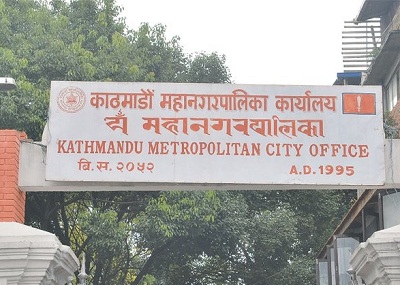 काठमाडौं महानगरपालिका कार्यालय
महानगरपालिका
KATHMANDU METROPOLITAN CITY OFFICE
बि.स. २०५२ A.D. 1995